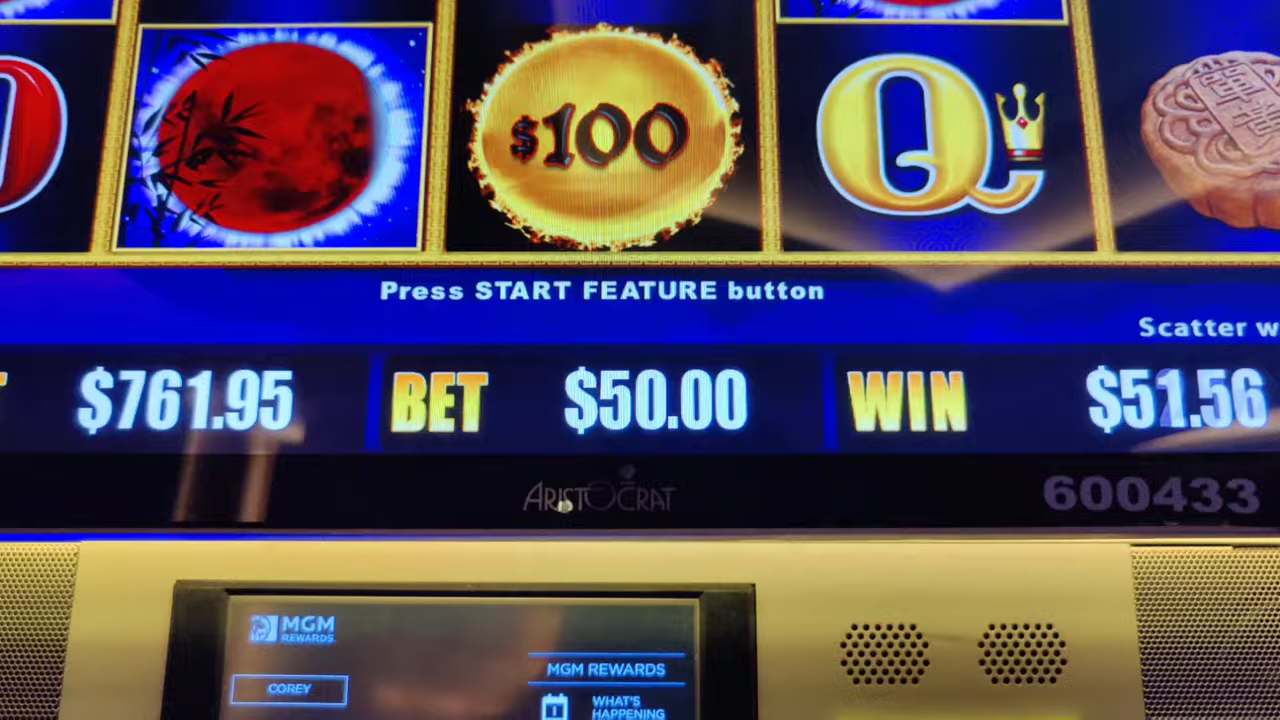 $100
Q
Press START FEATURE button
Scatter w
$761.95 BET $50.00 WIN $51.56
ARISTOCRAT
600433
MGM
REWARDS
COREY
MGM REWARDS
WHAT'S
HAPPENING